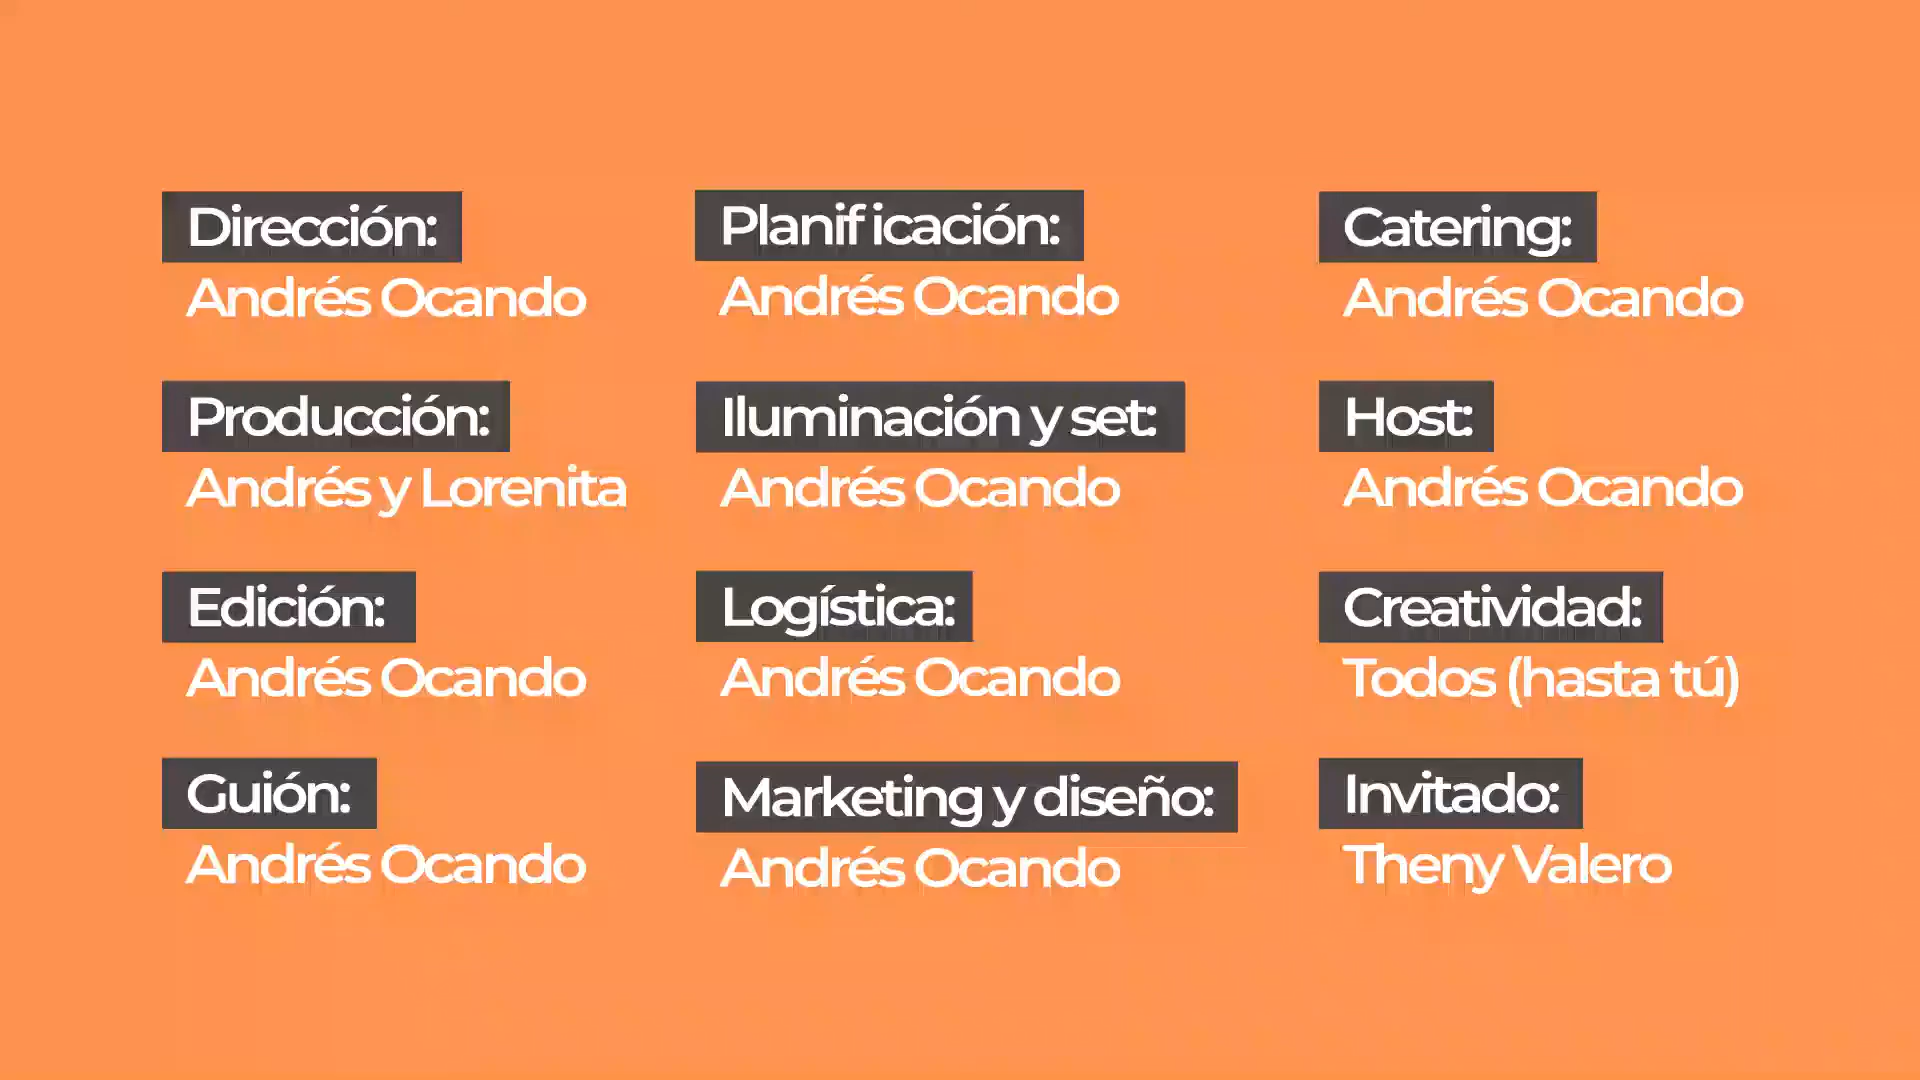 Dirección:
Andrés Ocando
Producción:
Andrés y Lorenita
Edición:
Andrés Ocando
Guión:
Andrés Ocando
Planificación:
Andrés Ocando
Iluminación y set:
Andrés Ocando
Logística:
Andrés Ocando
Marketing y diseño:
Andrés Ocando
Catering:
Andrés Ocando
Host:
Andrés Ocando
Creatividad:
Todos (hasta tú)
Invitado:
Theny Valero